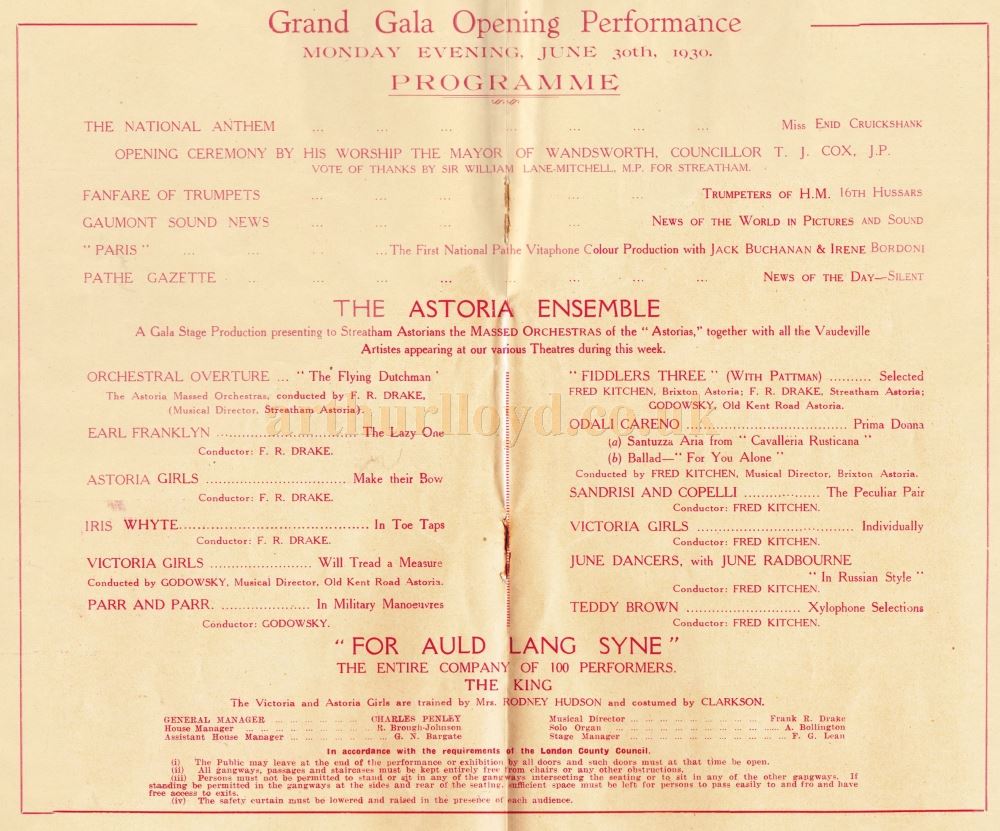 Grand Gala Opening Performance
MONDAY EVENING, JUNE 30th, 1930.
PROGRAMME
THE NATIONAL ANTHEM ... ... ... ... ... ... ... Miss ENID CRUICKSHANK
OPENING CEREMONY BY HIS WORSHIP THE MAYOR OF WANDSWORTH, COUNCILLOR T. J. COX, J.P.
VOTE OF THANKS BY SIR WILLIAM LANE-MITCHELL, M.P. FOR STREATHAM.
FANFARE OF TRUMPETS ... ... ... ... ... ... TRUMPETERS OF H.M. 16TH HUSSARS
GAUMONT SOUND NEWS ... ... ... ... ... NEWS OF THE WORLD IN PICTURES AND SOUND
" PARIS " ... ... ... ... The First National Pathe Vitaphone Colour Production with JACK BUCHANAN & IRENE BORDONI
PATHE GAZETTE ... ... ... ... ... ... ... ... NEWS OF THE DAY—SILENT
THE ASTORIA ENSEMBLE
A Gala Stage Production presenting to Streatham Astorians the MASSED ORCHESTRAS of the " Astorias," together with all the Vaudeville
Artistes appearing at our various Theatres during this week.
ORCHESTRAL OVERTURE ... " The Flying Dutchman '
The Astoria Massed Orchestras, conducted by F. R. DRAKE,
(Musical Director, Streatham Astoria).
EARL FRANKLYN .................... The Lazy One
Conductor: F. R. DRAKE.
ASTORIA GIRLS .................... Make their Bow
Conductor: F. R. DRAKE.
IRIS WHYTE.................... In Toe Taps
Conductor: F. R. DRAKE.
VICTORIA GIRLS .................... Will Tread a Measure
Conducted by GODOWSKY, Musical Director, Old Kent Road Astoria.
PARR AND PARR. .................... In Military Manoeuvres
Conductor: GODOWSKY.
" FIDDLERS THREE " (WITH PATTMAN) .......... Selected
FRED KITCHEN, Brixton Astoria; F. R. DRAKE, Streatham Astoria;
GODOWSKY, Old Kent Road Astoria.
ODALI CARENO .................... Prima Donna
(a) Santuzza Aria from " Cavalleria Rusticana "
(b) Ballad—" For You Alone "
Conducted by FRED KITCHEN, Musical Director, Brixton Astoria.
SANDRISI AND COPELLI ................ The Peculiar Pair
Conductor: FRED KITCHEN.
VICTORIA GIRLS .................... Individually
Conductor: FRED KITCHEN.
JUNE DANCERS, with JUNE RADBOURNE
" In Russian Style "
Conductor: FRED KITCHEN.
TEDDY BROWN .................... Xylophone Selections
Conductor: FRED KITCHEN.
arthurlloyd.co.uk
" FOR AULD LANG SYNE "
THE ENTIRE COMPANY OF 100 PERFORMERS.
THE KING
The Victoria and Astoria Girls are trained by Mrs. RODNEY HUDSON and costumed by CLARKSON.
GENERAL MANAGER ... ... ... ... ... CHARLES PENLEY
House Manager ... ... ... ... ... R. Brough-Johnson
Assistant House Manager ... ... ... ... ... G. N. Bargate
Musical Director ... ... ... ... ... Frank R. Drake
Solo Organ ... ... ... ... ... A. Bollington
Stage Manager ... ... ... ... ... F. G. Lean
In accordance with the requirements of the London County Council.
(i) The Public may leave at the end of the performance or exhibition by all doors and such doors must at that time be open.
(ii) All gangways, passages and staircases must be kept entirely free from chairs or any other obstructions.
(iii) Persons must not be permitted to stand or sit in any of the gangways intersecting the seating or to sit in any of the other gangways. If
standing be permitted in the gangways at the sides and rear of the seating, sufficient space must be left for persons to pass easily to and fro and have
free access to exits.
(iv) The safety curtain must be lowered and raised in the presence of each audience.